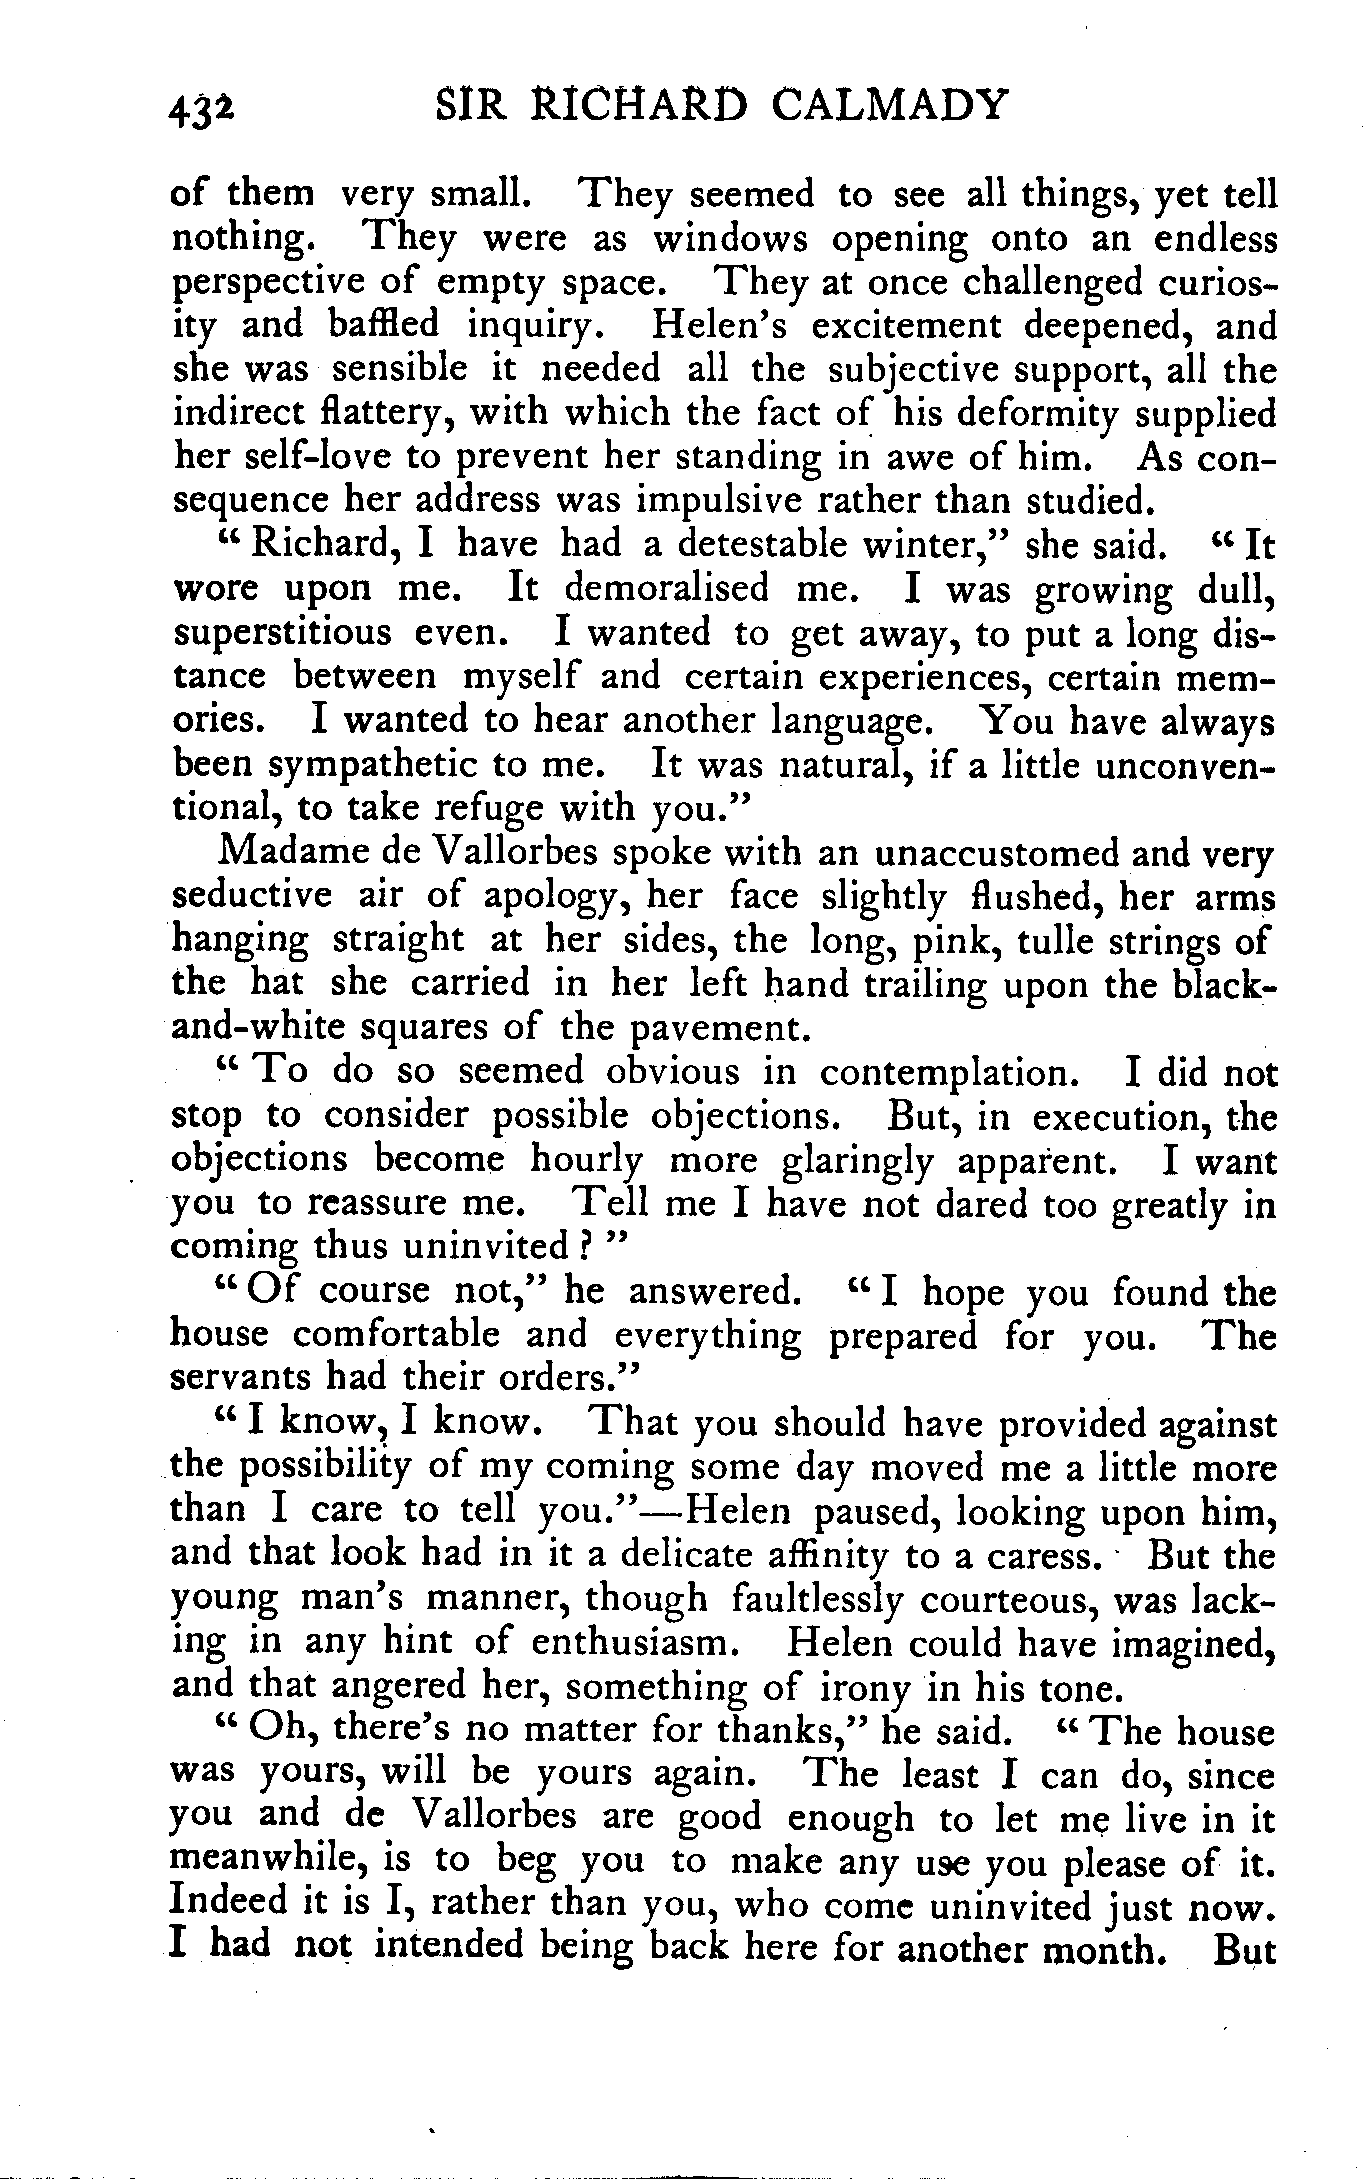 432 SIR RICHARD CALMADY
of them very small. They seemed to see all things, yet tell
nothing. They were as windows opening onto an endless
perspective of empty space. They at once challenged curios-
ity and baffled inquiry. Helen's excitement deepened, and
she was sensible it needed all the subjective support, all the
indirect flattery, with which the fact of his deformity supplied
her self-love to prevent her standing in awe of him. As con-
sequence her address was impulsive rather than studied.
“ Richard, I have had a detestable winter,” she said. “ It
wore upon me. It demoralised me. I was growing dull,
superstitious even. I wanted to get away, to put a long dis-
tance between myself and certain experiences, certain mem-
ories. I wanted to hear another language. You have always
been sympathetic to me. It was natural, if a little unconven-
tional, to take refuge with you.”
Madame de Vallorbes spoke with an unaccustomed and very
seductive air of apology, her face slightly flushed, her arms
hanging straight at her sides, the long, pink, tulle strings of
the hat she carried in her left hand trailing upon the black-
and-white squares of the pavement.
“ To do so seemed obvious in contemplation. I did not
stop to consider possible objections. But, in execution, the
objections become hourly more glaringly apparent. I want
you to reassure me. Tell me I have not dared too greatly in
coming thus uninvited ? ”
“ Of course not,” he answered. “ I hope you found the
house comfortable and everything prepared for you. The
servants had their orders.”
“ I know, I know. That you should have provided against
the possibility of my coming some day moved me a little more
than I care to tell you.”—Helen paused, looking upon him,
and that look had in it a delicate affinity to a caress. But the
young man's manner, though faultlessly courteous, was lack-
ing in any hint of enthusiasm. Helen could have imagined,
and that angered her, something of irony in his tone.
“ Oh, there's no matter for thanks,” he said. “ The house
was yours, will be yours again. The least I can do, since
you and de Vallorbes are good enough to let me live in it
meanwhile, is to beg you to make any use you please of it.
Indeed it is I, rather than you, who come uninvited just now.
I had not intended being back here for another month. But